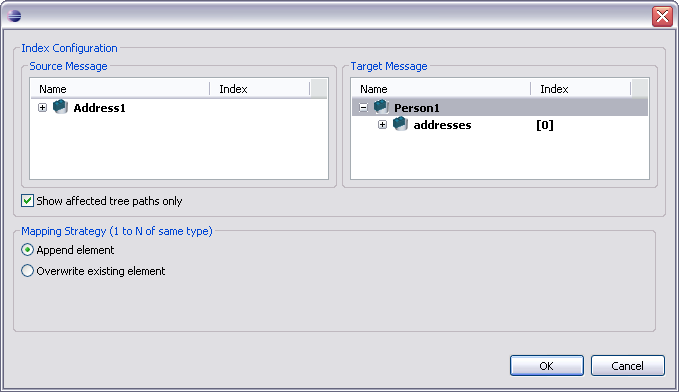 Index Configuration
Source Message
Name Index
Address1
Target Message
Name Index
Person1
addresses [0]
Show affected tree paths only
Mapping Strategy (1 to N of same type)
Append element
Overwrite existing element
OK Cancel